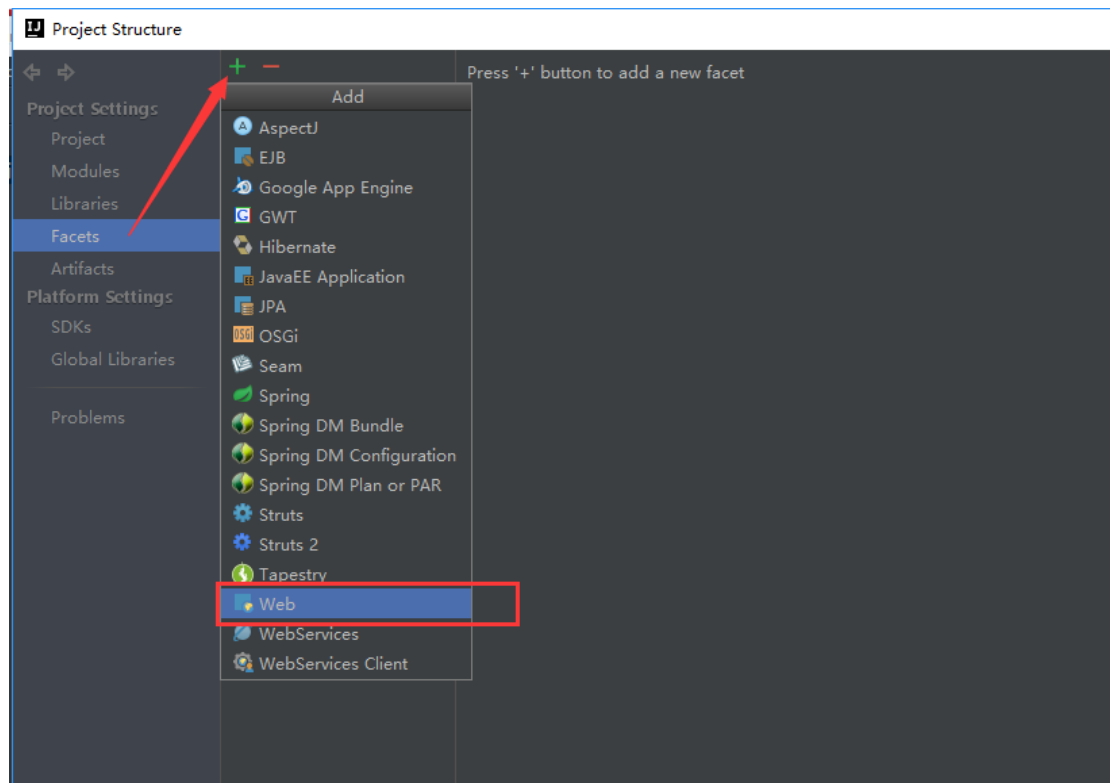 Project Structure
Press '+' button to add a new facet
Project Settings
Project
Modules
Libraries
Facets
Artifacts
Platform Settings
SDKs
Global Libraries
Problems
Add
AspectJ
EJB
Google App Engine
GWT
Hibernate
JavaEE Application
JPA
OSGi
Seam
Spring
Spring DM Bundle
Spring DM Configuration
Spring DM Plan or PAR
Struts
Struts 2
Tapestry
Web
WebServices
WebServices Client